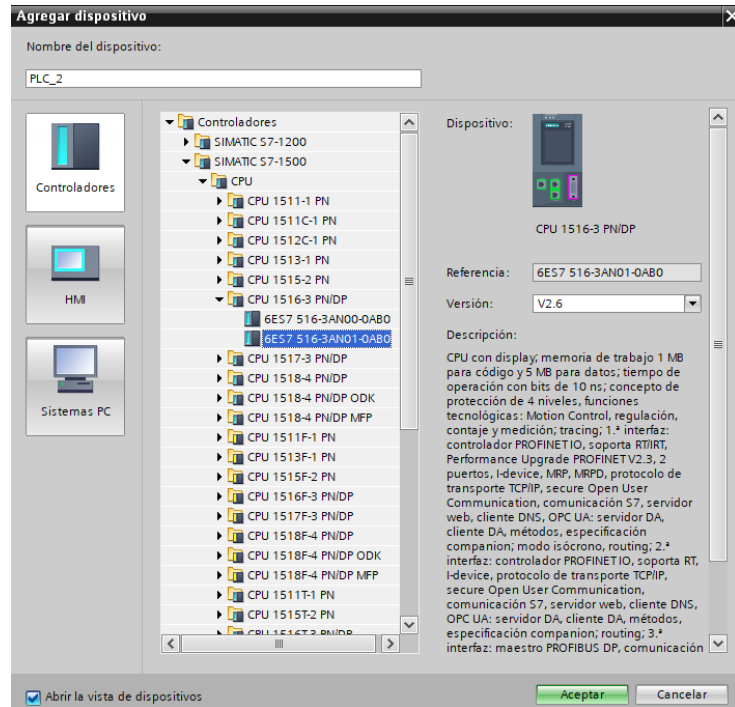 Agregar dispositivo
Nombre del dispositivo:
PLC_2
Controladores
HMI
Sistemas PC
Controladores
SIMATIC S7-1200
SIMATIC S7-1500
CPU
CPU 1511-1 PN
CPU 1511C-1 PN
CPU 1512C-1 PN
CPU 1513-1 PN
CPU 1515-2 PN
CPU 1516-3 PN/DP
6ES7 516-3AN00-0AB0
6ES7 516-3AN01-0AB0
CPU 1517-3 PN/DP
CPU 1518-4 PN/DP
CPU 1518-4 PN/DP ODK
CPU 1518-4 PN/DP MFP
CPU 1511F-1 PN
CPU 1513F-1 PN
CPU 1515F-2 PN
CPU 1516F-3 PN/DP
CPU 1517F-3 PN/DP
CPU 1518F-4 PN/DP
CPU 1518F-4 PN/DP ODK
CPU 1518F-4 PN/DP MFP
CPU 1511T-1 PN
CPU 1515T-2 PN
CPU 1516T-3 PN/DP
Dispositivo:
CPU 1516-3 PN/DP
Referencia: 6ES7 516-3AN01-0AB0
Versión: V2.6
Descripción:
CPU con display; memoria de trabajo 1 MB
para código y 5 MB para datos; tiempo de
operación con bits de 10 ns; concepto de
protección de 4 niveles, funciones
tecnológicas: Motion Control, regulación,
contaje y medición; tracing; 1.ª interfaz:
controlador PROFINET IO, soporta RT/IRT,
Performance Upgrade PROFINET V2.3, 2
puertos, I-device, MRP, MRPD, protocolo de
transporte TCP/IP, secure Open User
Communication, comunicación S7, servidor
web, cliente DNS, OPC UA: servidor DA,
cliente DA, métodos, especificación
companion; modo isócrono, routing; 2.ª
interfaz: controlador PROFINET IO, soporta RT,
I-device, protocolo de transporte TCP/IP,
secure Open User Communication,
comunicación S7, servidor web, cliente DNS,
OPC UA: servidor DA, cliente DA, métodos,
especificación companion; routing; 3.ª
interfaz: maestro PROFIBUS DP, comunicación
Abrir la vista de dispositivos
Aceptar
Cancelar